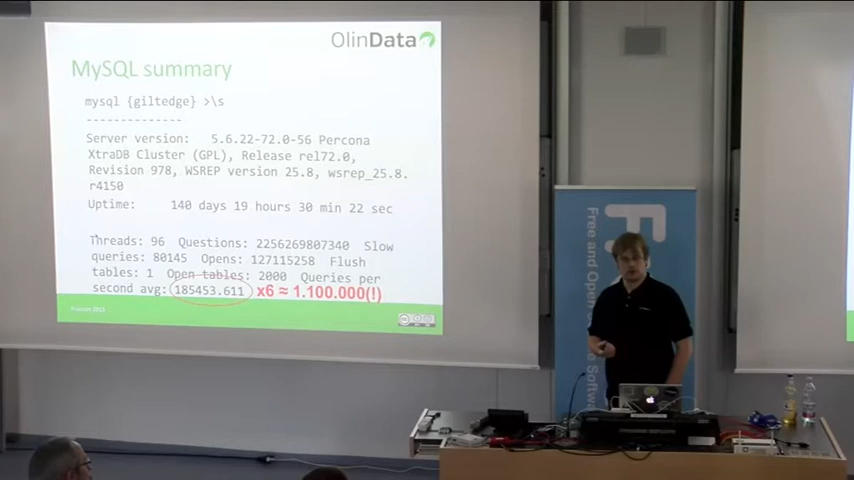 OlinData
MySQL summary
mysql {giltedge} >\s
--------------
Server version: 5.6.22-72.0-56 Percona
XtraDB Cluster (GPL), Release rel72.0,
Revision 978, WSREP version 25.8, wsrep_25.8.
r4150
Uptime: 140 days 19 hours 30 min 22 sec
Threads: 96 Questions: 2256269807340 Slow
queries: 80145 Opens: 127115258 Flush
tables: 1 Open tables: 2000 Queries per
second avg: 185453.611 x6 ≈ 1.100.000(!)
F
Free and Open
Software